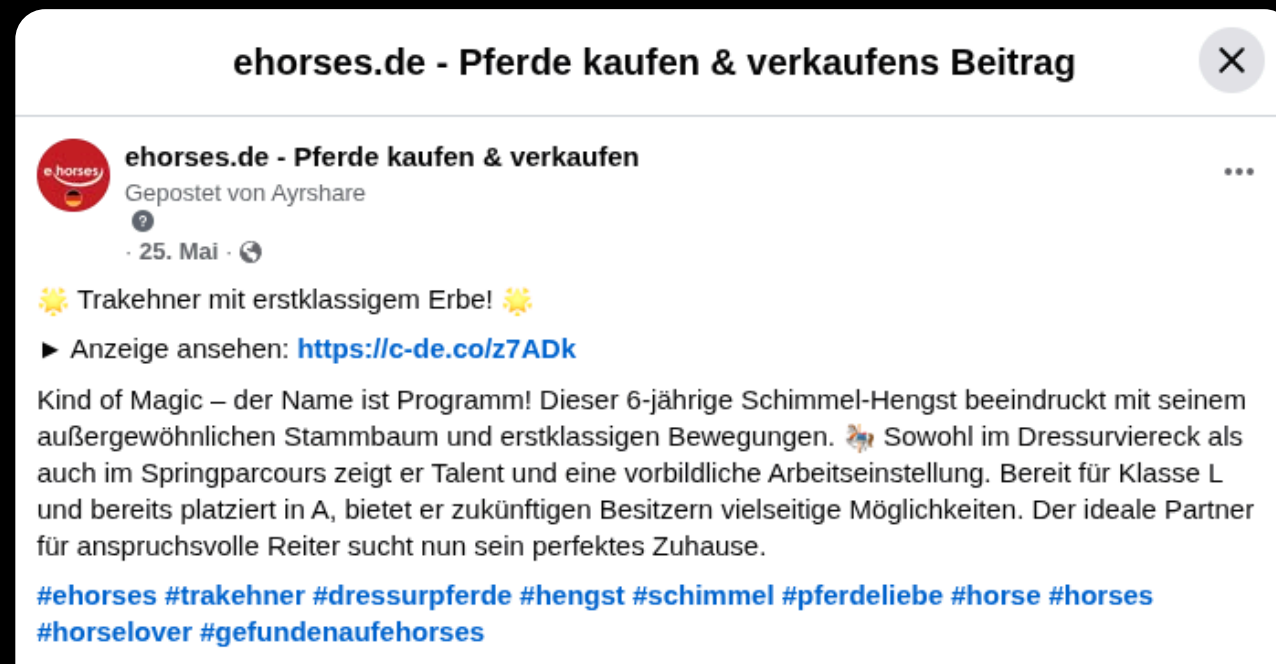 ehorses.de - Pferde kaufen & verkaufens Beitrag
e.horses
ehorses.de - Pferde kaufen & verkaufen
Gepostet von Ayrshare
?
· 25. Mai ·
🌟 Trakehner mit erstklassigem Erbe! 🌟
► Anzeige ansehen: https://c-de.co/z7ADk
Kind of Magic – der Name ist Programm! Dieser 6-jährige Schimmel-Hengst beeindruckt mit seinem
außergewöhnlichen Stammbaum und erstklassigen Bewegungen. 🎠 Sowohl im Dressurviereck als
auch im Springparcours zeigt er Talent und eine vorbildliche Arbeitseinstellung. Bereit für Klasse L
und bereits platziert in A, bietet er zukünftigen Besitzern vielseitige Möglichkeiten. Der ideale Partner
für anspruchsvolle Reiter sucht nun sein perfektes Zuhause.
#ehorses #trakehner #dressurpferde #hengst #schimmel #pferdeliebe #horse #horses
#horselover #gefundenaufehorses